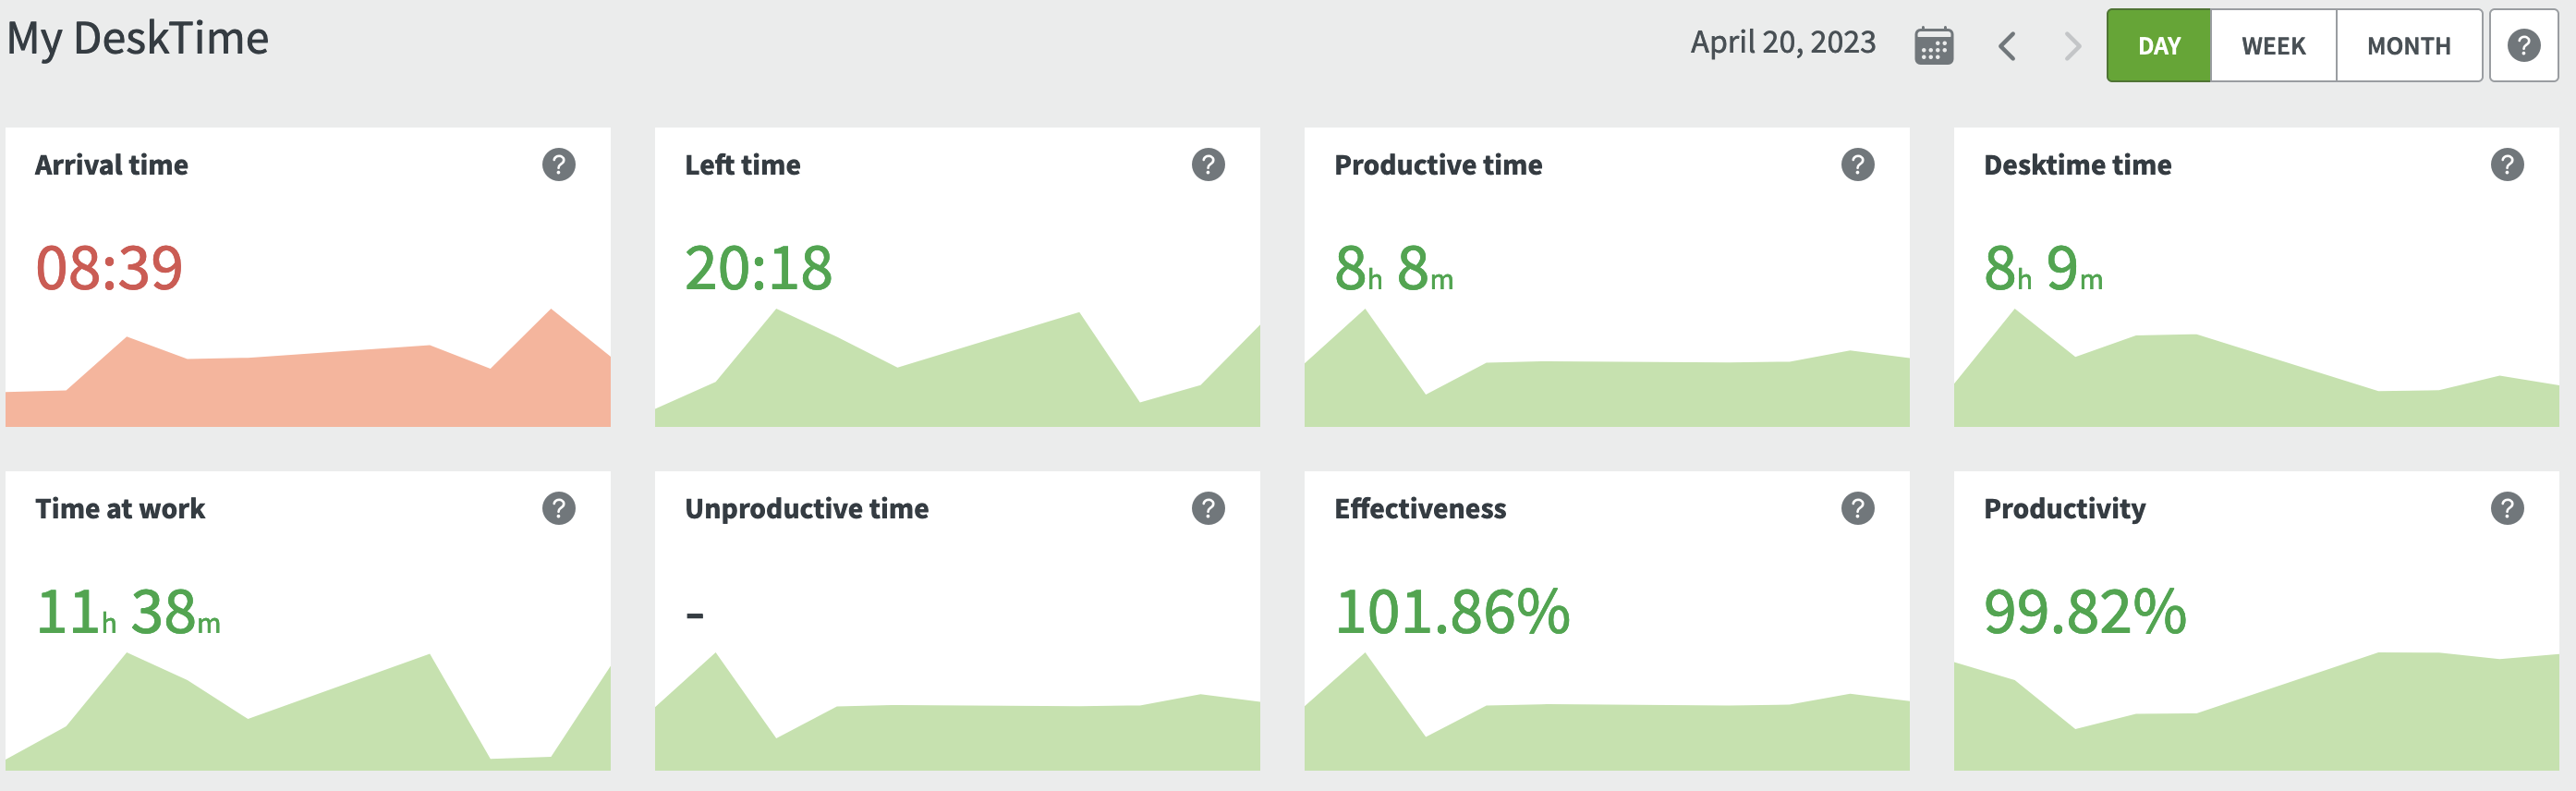 My DeskTime
April 20, 2023
DAY
WEEK
MONTH
?
Arrival time ?
08:39
Left time ?
20:18
Productive time ?
8h 8m
Desktime time ?
8h 9m
Time at work ?
11h 38m
Unproductive time ?
-
Effectiveness ?
101.86%
Productivity ?
99.82%